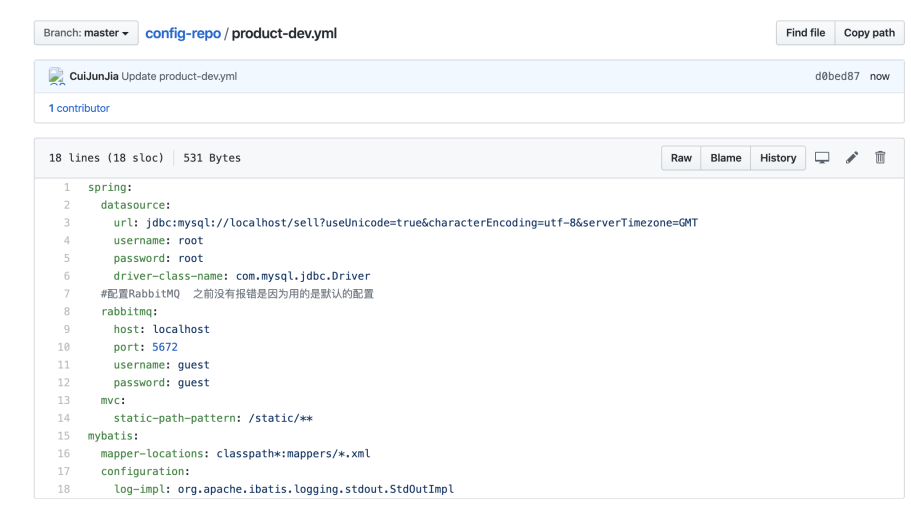 Branch: master
config-repo / product-dev.yml
Find file
Copy path
CuiJunJia Update product-dev.yml
d0bed87 now
1 contributor
18 lines (18 sloc) 531 Bytes
Raw Blame History
1 spring:
2   datasource:
3     url: jdbc:mysql://localhost/sell?useUnicode=true&characterEncoding=utf-8&serverTimezone=GMT
4     username: root
5     password: root
6     driver-class-name: com.mysql.jdbc.Driver
7   #配置RabbitMQ  之前没有报错是因为用的是默认的配置
8   rabbitmq:
9     host: localhost
10     port: 5672
11     username: guest
12     password: guest
13   mvc:
14     static-path-pattern: /static/**
15 mybatis:
16   mapper-locations: classpath*:mappers/*.xml
17   configuration:
18     log-impl: org.apache.ibatis.logging.stdout.StdOutImpl